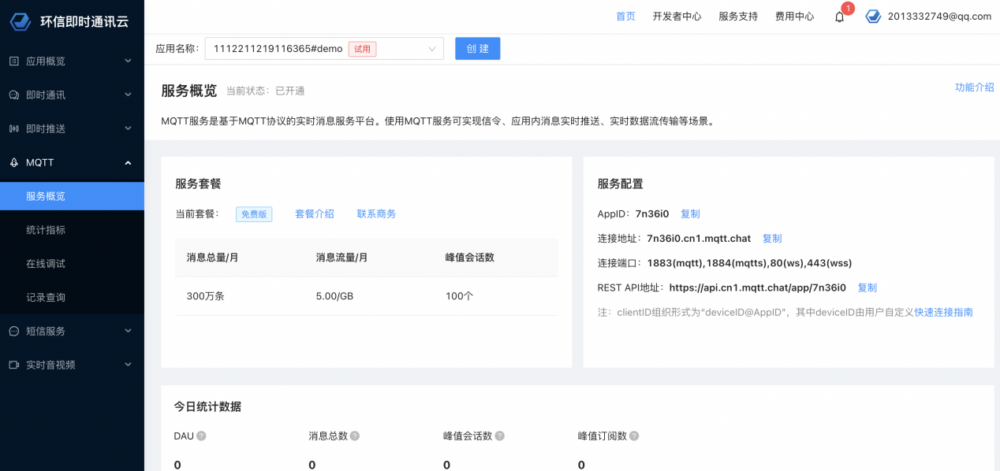 环信即时通讯云
首页 开发者中心 服务支持 费用中心 1 2013332749@qq.com
应用名称： 1112211219116365#demo 试用 创 建
应用概览
即时通讯
即时推送
MQTT
服务概览
统计指标
在线调试
记录查询
短信服务
实时音视频
服务概览 当前状态：已开通 功能介绍
MQTT服务是基于MQTT协议的实时消息服务平台。使用MQTT服务可实现信令、应用内消息实时推送、实时数据流传输等场景。
服务套餐
当前套餐： 免费版 套餐介绍 联系商务
消息总量/月 消息流量/月 峰值会话数
300万条 5.00/GB 100个
服务配置
AppID：7n36i0 复制
连接地址：7n36i0.cn1.mqtt.chat 复制
连接端口：1883(mqtt),1884(mqtts),80(ws),443(wss)
REST API地址：https://api.cn1.mqtt.chat/app/7n36i0 复制
注：clientID组织形式为“deviceID@AppID”，其中deviceID由用户自定义快速连接指南
今日统计数据
DAU ? 消息总数 ? 峰值会话数 ? 峰值订阅数 ?
0 0 0 0